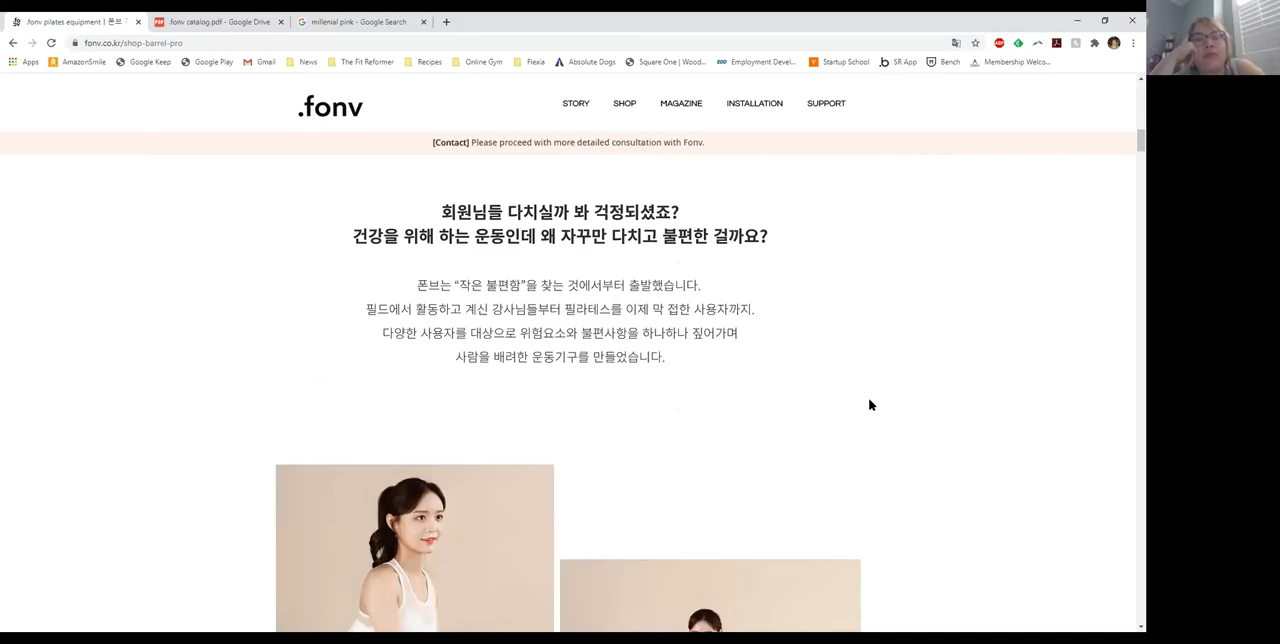 .fonv pilates equipment | 폰브
.fonv catalog.pdf - Google Drive
millenial pink - Google Search
fonv.co.kr/shop-barrel-pro
Apps
AmazonSmile
Google Keep
Google Play
Gmail
News
The Fit Reformer
Recipes
Online Gym
Flexia
Absolute Dogs
Square One | Wood...
Employment Devel...
Startup School
SR App
Bench
Membership Welco...
.fonv
STORY
SHOP
MAGAZINE
INSTALLATION
SUPPORT
[Contact] Please proceed with more detailed consultation with Fonv.
회원님들 다치실까 봐 걱정되셨죠?
건강을 위해 하는 운동인데 왜 자꾸만 다치고 불편한 걸까요?
폰브는 “작은 불편함”을 찾는 것에서부터 출발했습니다.
필드에서 활동하고 계신 강사님들부터 필라테스를 이제 막 접한 사용자까지.
다양한 사용자를 대상으로 위험요소와 불편사항을 하나하나 짚어가며
사람을 배려한 운동기구를 만들었습니다.